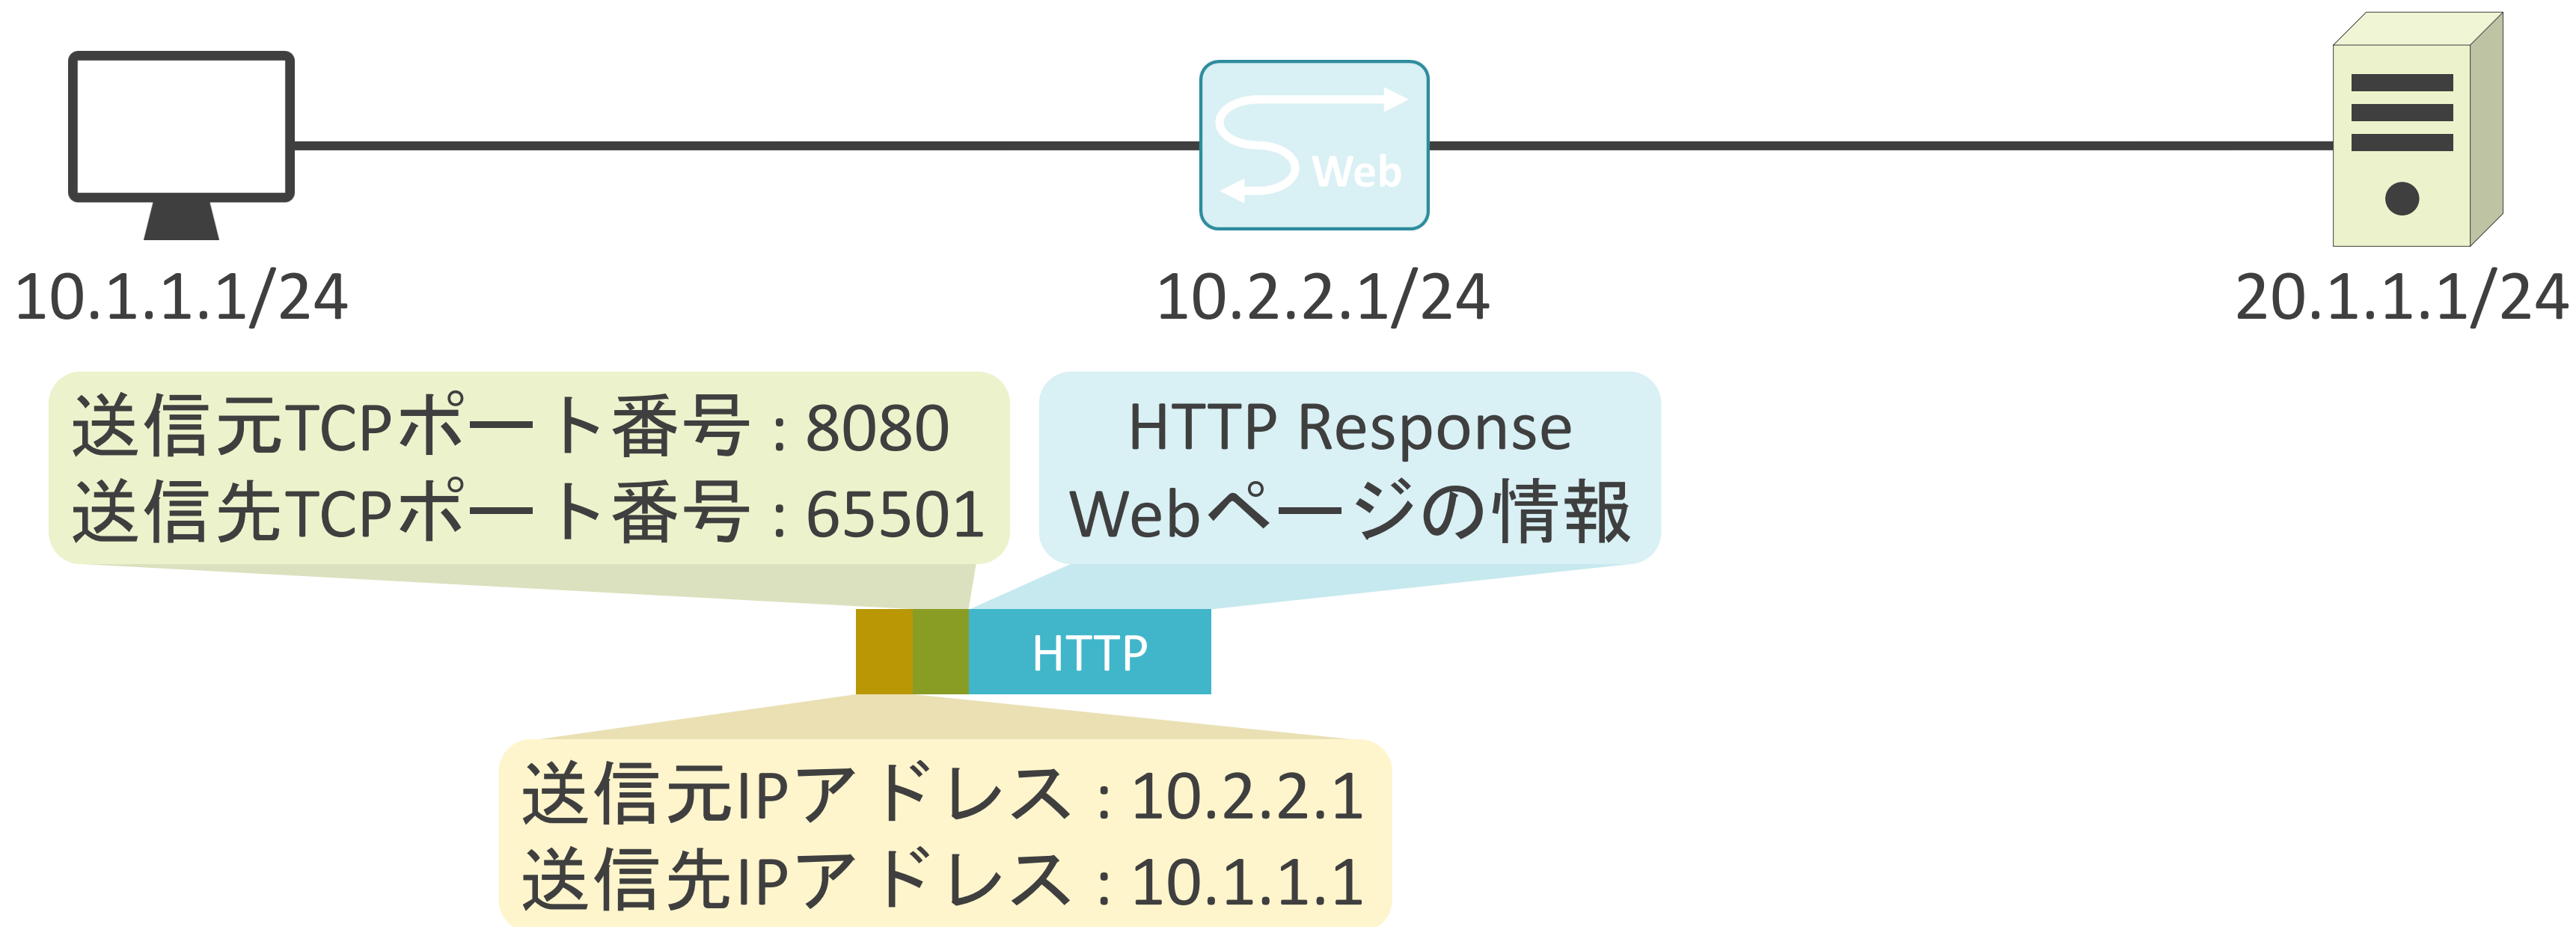 Web
10.1.1.1/24
10.2.2.1/24
20.1.1.1/24
送信元TCPポート番号 : 8080
送信先TCPポート番号 : 65501
HTTP Response
Webページの情報
HTTP
送信元IPアドレス : 10.2.2.1
送信先IPアドレス : 10.1.1.1